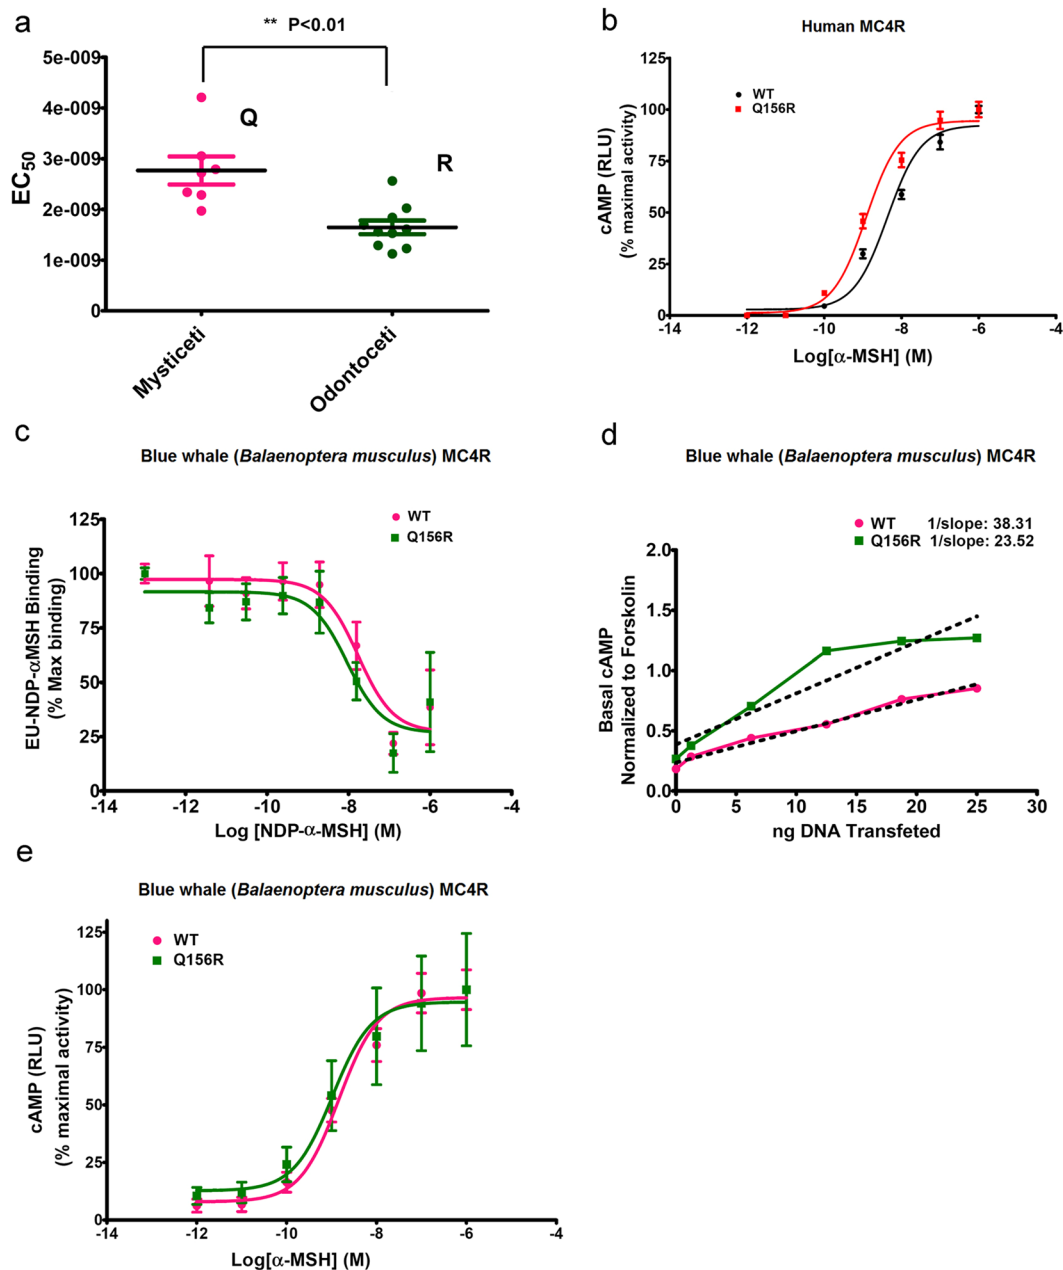 a
** P<0.01
5e-009
4e-009
3e-009
2e-009
1e-009
0
EC50
Q
R
Mysticeti
Odontoceti
b
Human MC4R
WT
Q156R
125
100
75
50
25
0
cAMP (RLU)
(% maximal activity)
-14 -12 -10 -8 -6 -4
Log[α-MSH] (M)
c
Blue whale (Balaenoptera musculus) MC4R
WT
Q156R
125
100
75
50
25
0
EU-NDP-αMSH Binding
(% Max binding)
-14 -12 -10 -8 -6 -4
Log [NDP-α-MSH] (M)
d
Blue whale (Balaenoptera musculus) MC4R
WT 1/slope: 38.31
Q156R 1/slope: 23.52
2.0
1.5
1.0
0.5
0.0
Basal cAMP
Normalized to Forskolin
0 5 10 15 20 25 30
ng DNA Transfeted
e
Blue whale (Balaenoptera musculus) MC4R
WT
Q156R
125
100
75
50
25
0
cAMP (RLU)
(% maximal activity)
-14 -12 -10 -8 -6 -4
Log[α-MSH] (M)